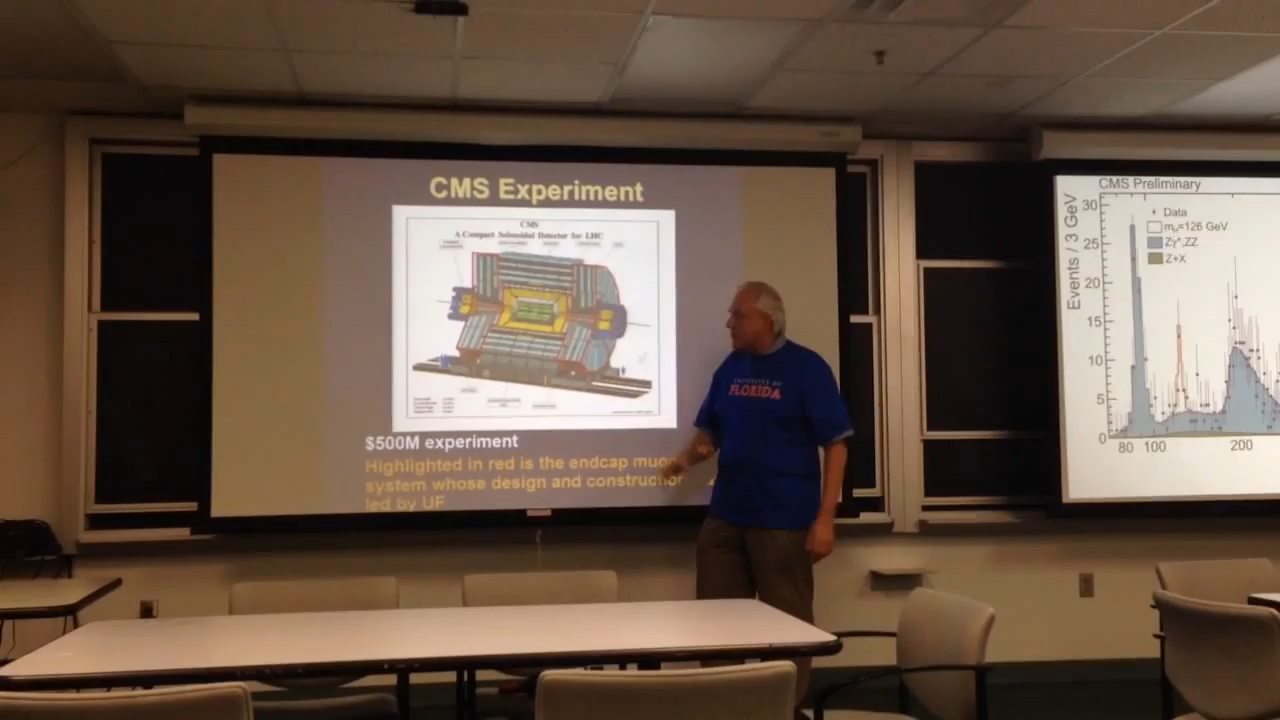 CMS Experiment
CMS
A Compact Solenoidal Detector for LHC
$500M experiment
Highlighted in red is the endcap muon
system whose design and construction
led by UF
UNIVERSITY OF
FLORIDA
CMS Preliminary
Events / 3 GeV
30
25
20
15
10
5
0
Data
mH=126 GeV
Zγ*,ZZ
Z+X
80 100 200